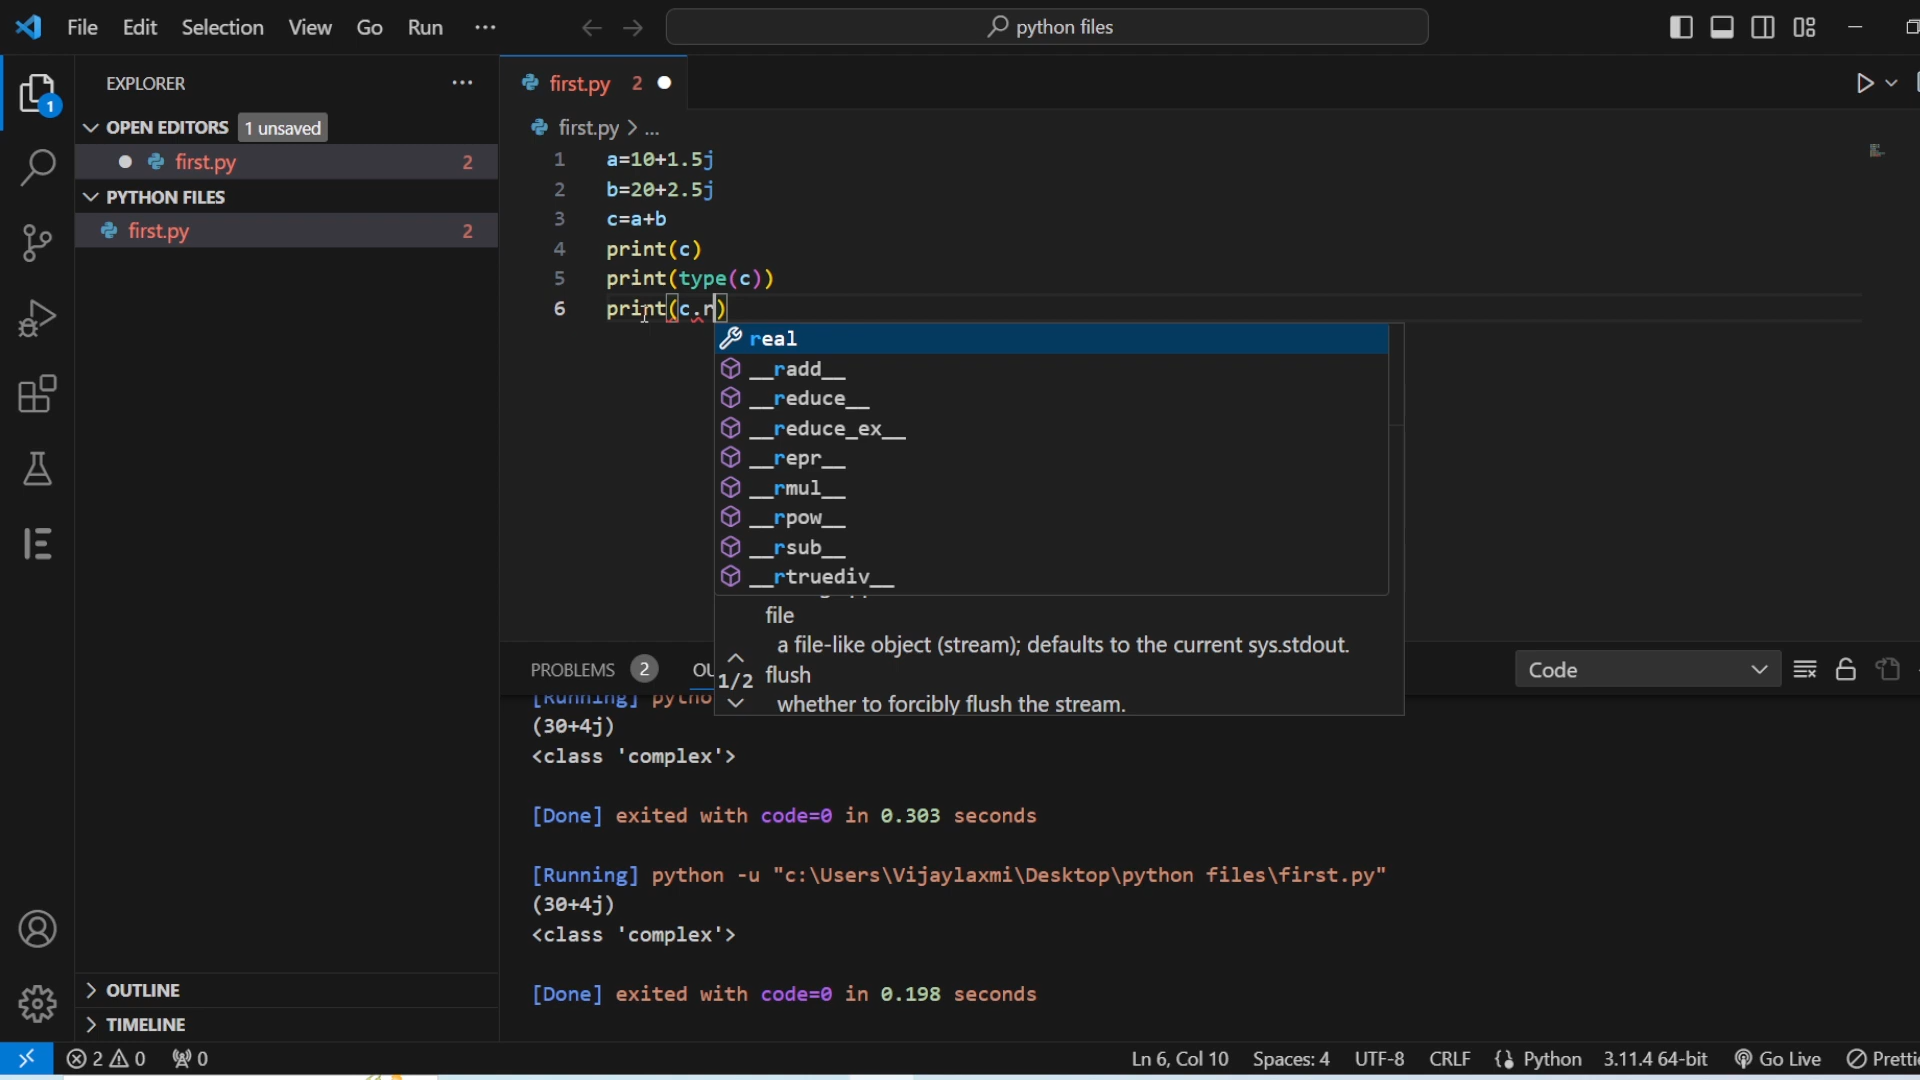 File Edit Selection View Go Run ··· ← → python files
EXPLORER ···
OPEN EDITORS 1 unsaved
first.py 2
PYTHON FILES
first.py 2
OUTLINE
TIMELINE
first.py 2
first.py > ...
1 a=10+1.5j
2 b=20+2.5j
3 c=a+b
4 print(c)
5 print(type(c))
6 print(c.r)
real
__radd__
__reduce__
__reduce_ex__
__repr__
__rmul__
__rpow__
__rsub__
__rtruediv__
file
a file-like object (stream); defaults to the current sys.stdout.
1/2 flush
whether to forcibly flush the stream.
PROBLEMS 2 OU Code
[Running] pytho
(30+4j)
<class 'complex'>
[Done] exited with code=0 in 0.303 seconds
[Running] python -u "c:\Users\Vijaylaxmi\Desktop\python files\first.py"
(30+4j)
<class 'complex'>
[Done] exited with code=0 in 0.198 seconds
1
2 0 0 Ln 6, Col 10 Spaces: 4 UTF-8 CRLF {} Python 3.11.4 64-bit Go Live Pretti